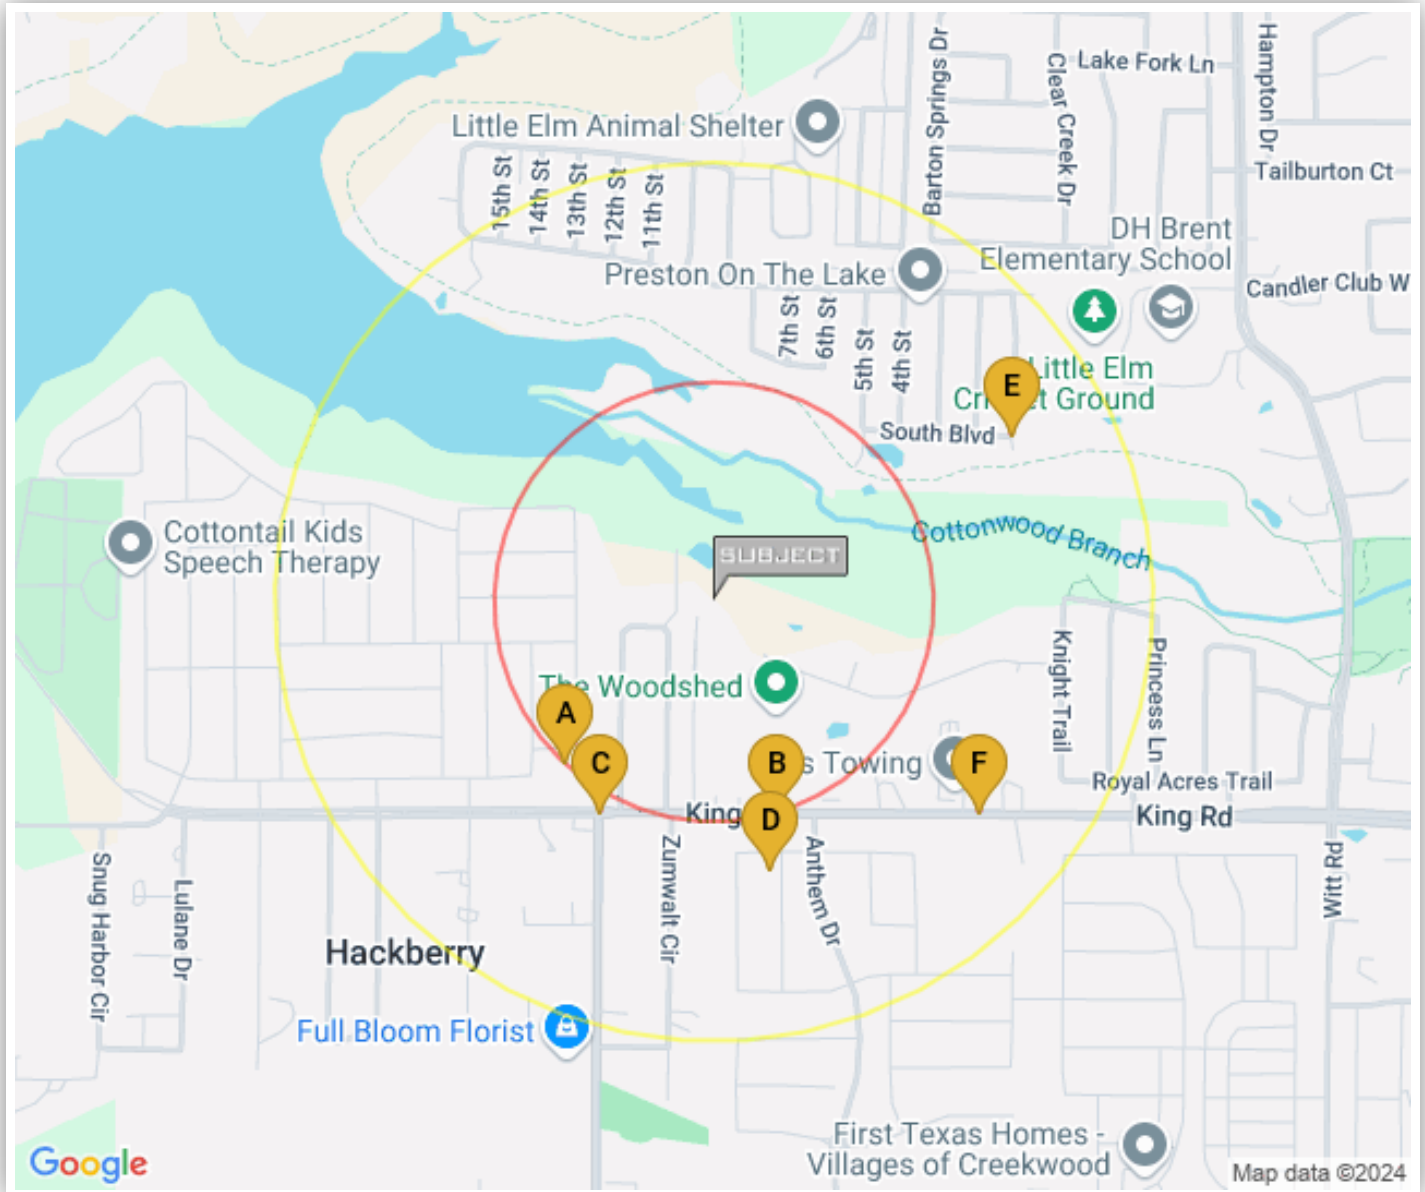 Lake Fork Ln
Hampton Dr
Barton Springs Dr
Clear Creek Dr
Little Elm Animal Shelter
Tailburton Ct
15th St
14th St
13th St
12th St
11th St
DH Brent
Elementary School
Preston On The Lake
Candler Club W
7th St
6th St
5th St
4th St
Little Elm
Ground
E
South Blvd
Cottonwood Branch
Cottontail Kids
Speech Therapy
SUBJECT
Knight Trail
Princess Ln
The Woodshed
A
C
B
s Towing
F
Royal Acres Trail
King
D
King Rd
Snug Harbor Cir
Lulane Dr
Zumwalt Cir
Anthem Dr
Witt Rd
Hackberry
Full Bloom Florist
First Texas Homes -
Villages of Creekwood
Google
Map data ©2024